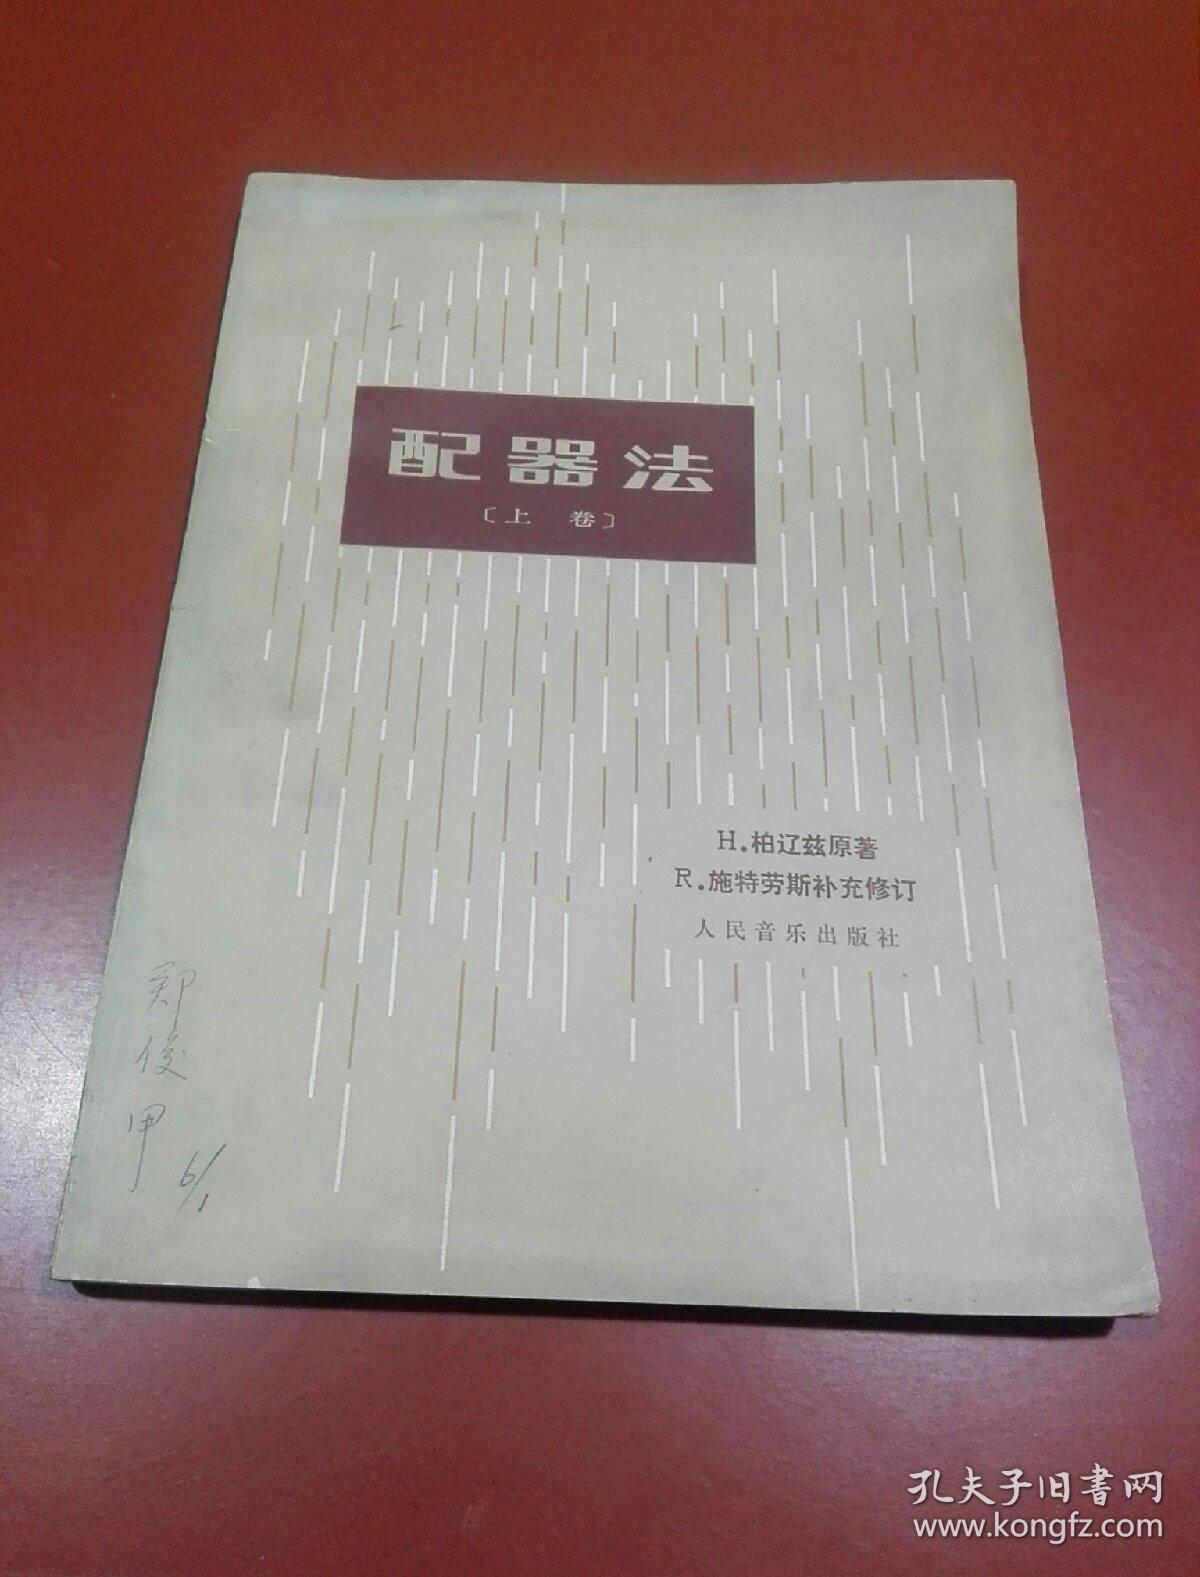 配器法
〔上 卷〕
H.柏辽兹原著
R.施特劳斯补充修订
人民音乐出版社
郑
俊
甲
6/1
孔夫子旧書网
www.kongfz.com